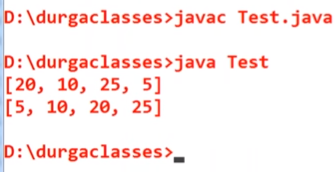 D:\durgaclasses>javac Test.java
D:\durgaclasses>java Test
[20, 10, 25, 5]
[5, 10, 20, 25]
D:\durgaclasses>